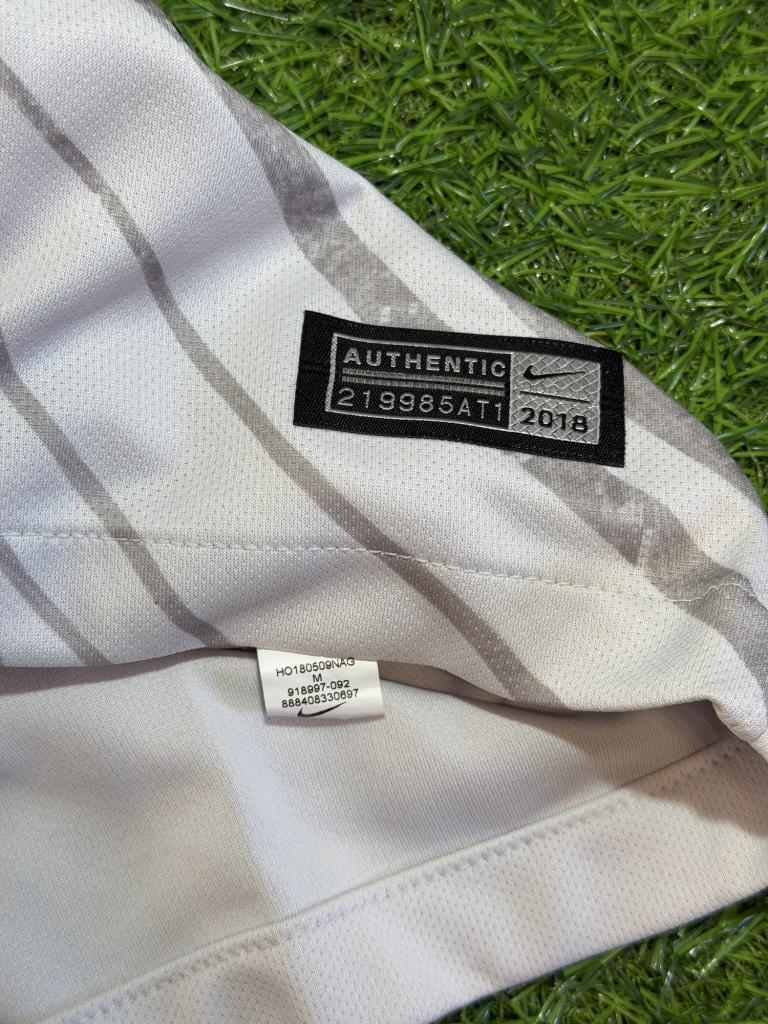 AUTHENTIC
219985AT1
2018
HO180509NAG
M
918997-092
888408330697